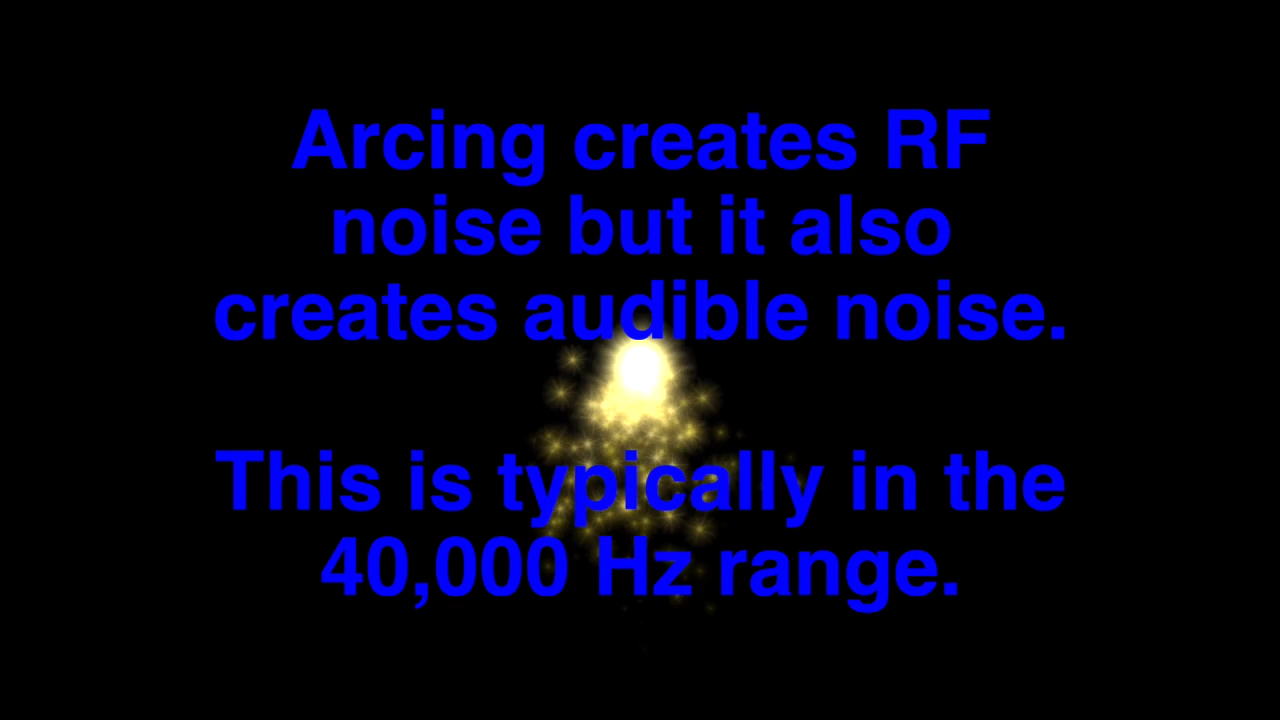 Arcing creates RF
noise but it also
creates audible noise.
This is typically in the
40,000 Hz range.